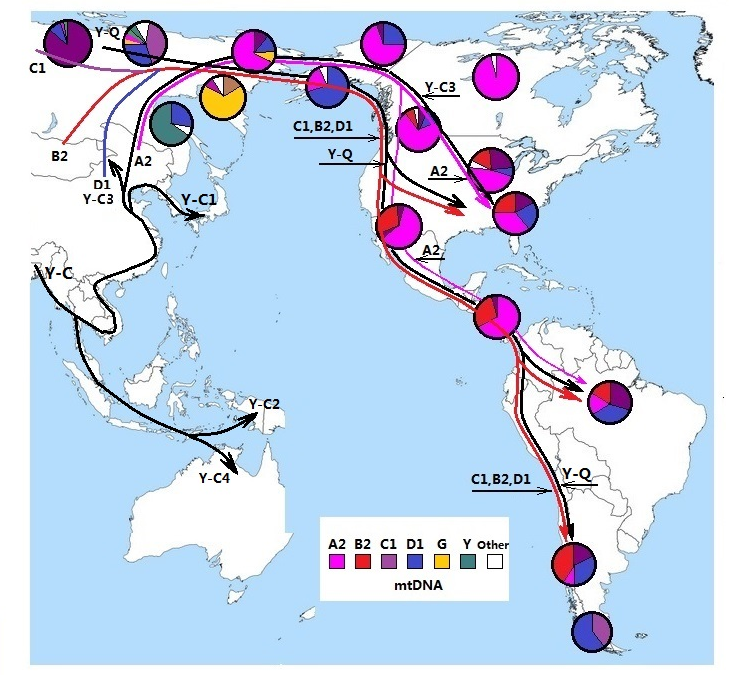 Y-Q
C1
Y-C3
C1,B2,D1
B2
A2
Y-Q
A2
D1
Y-C3
Y-C1
A2
Y-C
Y-C2
Y-C4
C1,B2,D1
Y-Q
A2 B2 C1 D1 G Y Other
mtDNA